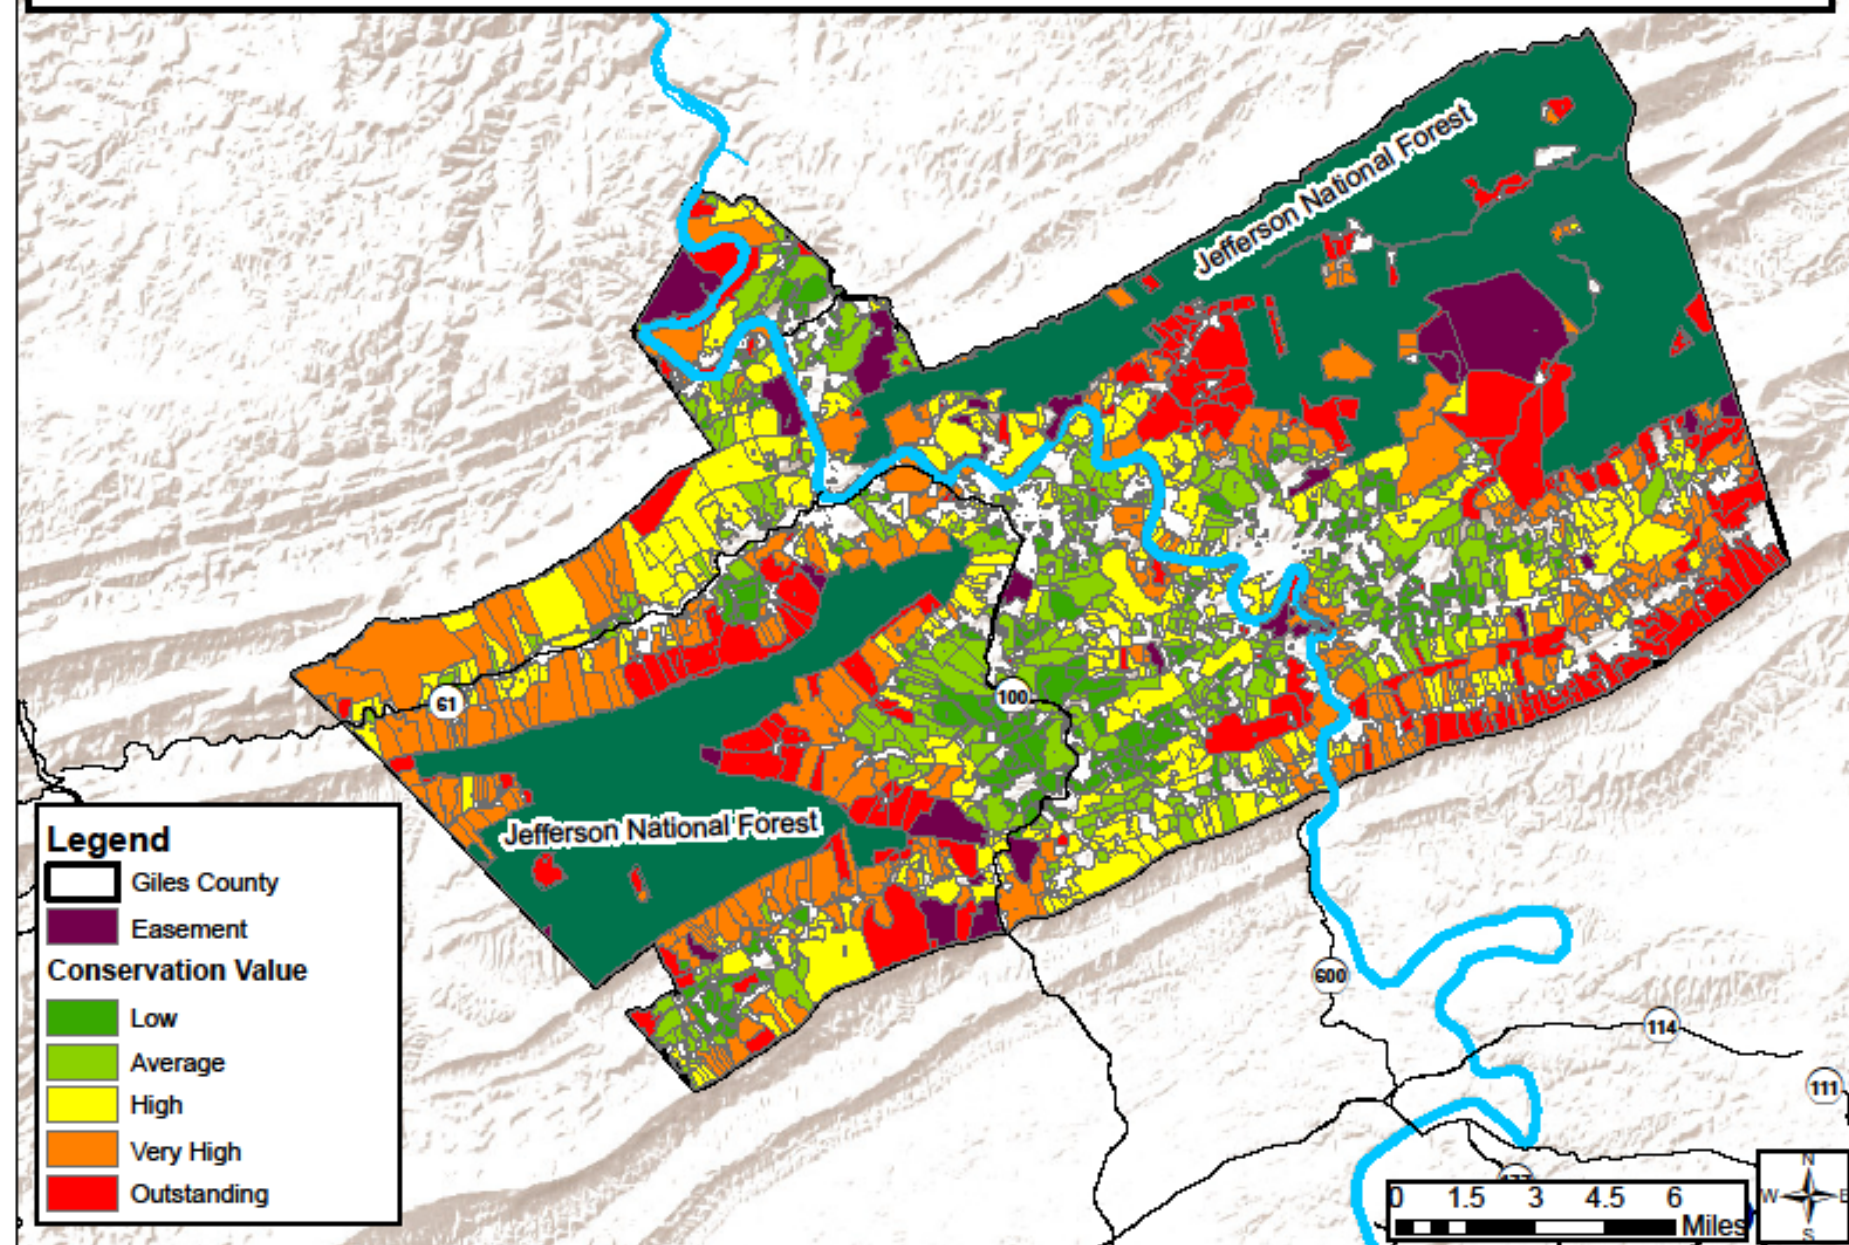 Jefferson National Forest
61
100
Jefferson National Forest
Legend
Giles County
Easement
Conservation Value
Low
Average
High
Very High
Outstanding
600
114
111
0 1.5 3 4.5 6
Miles
N
W E
S